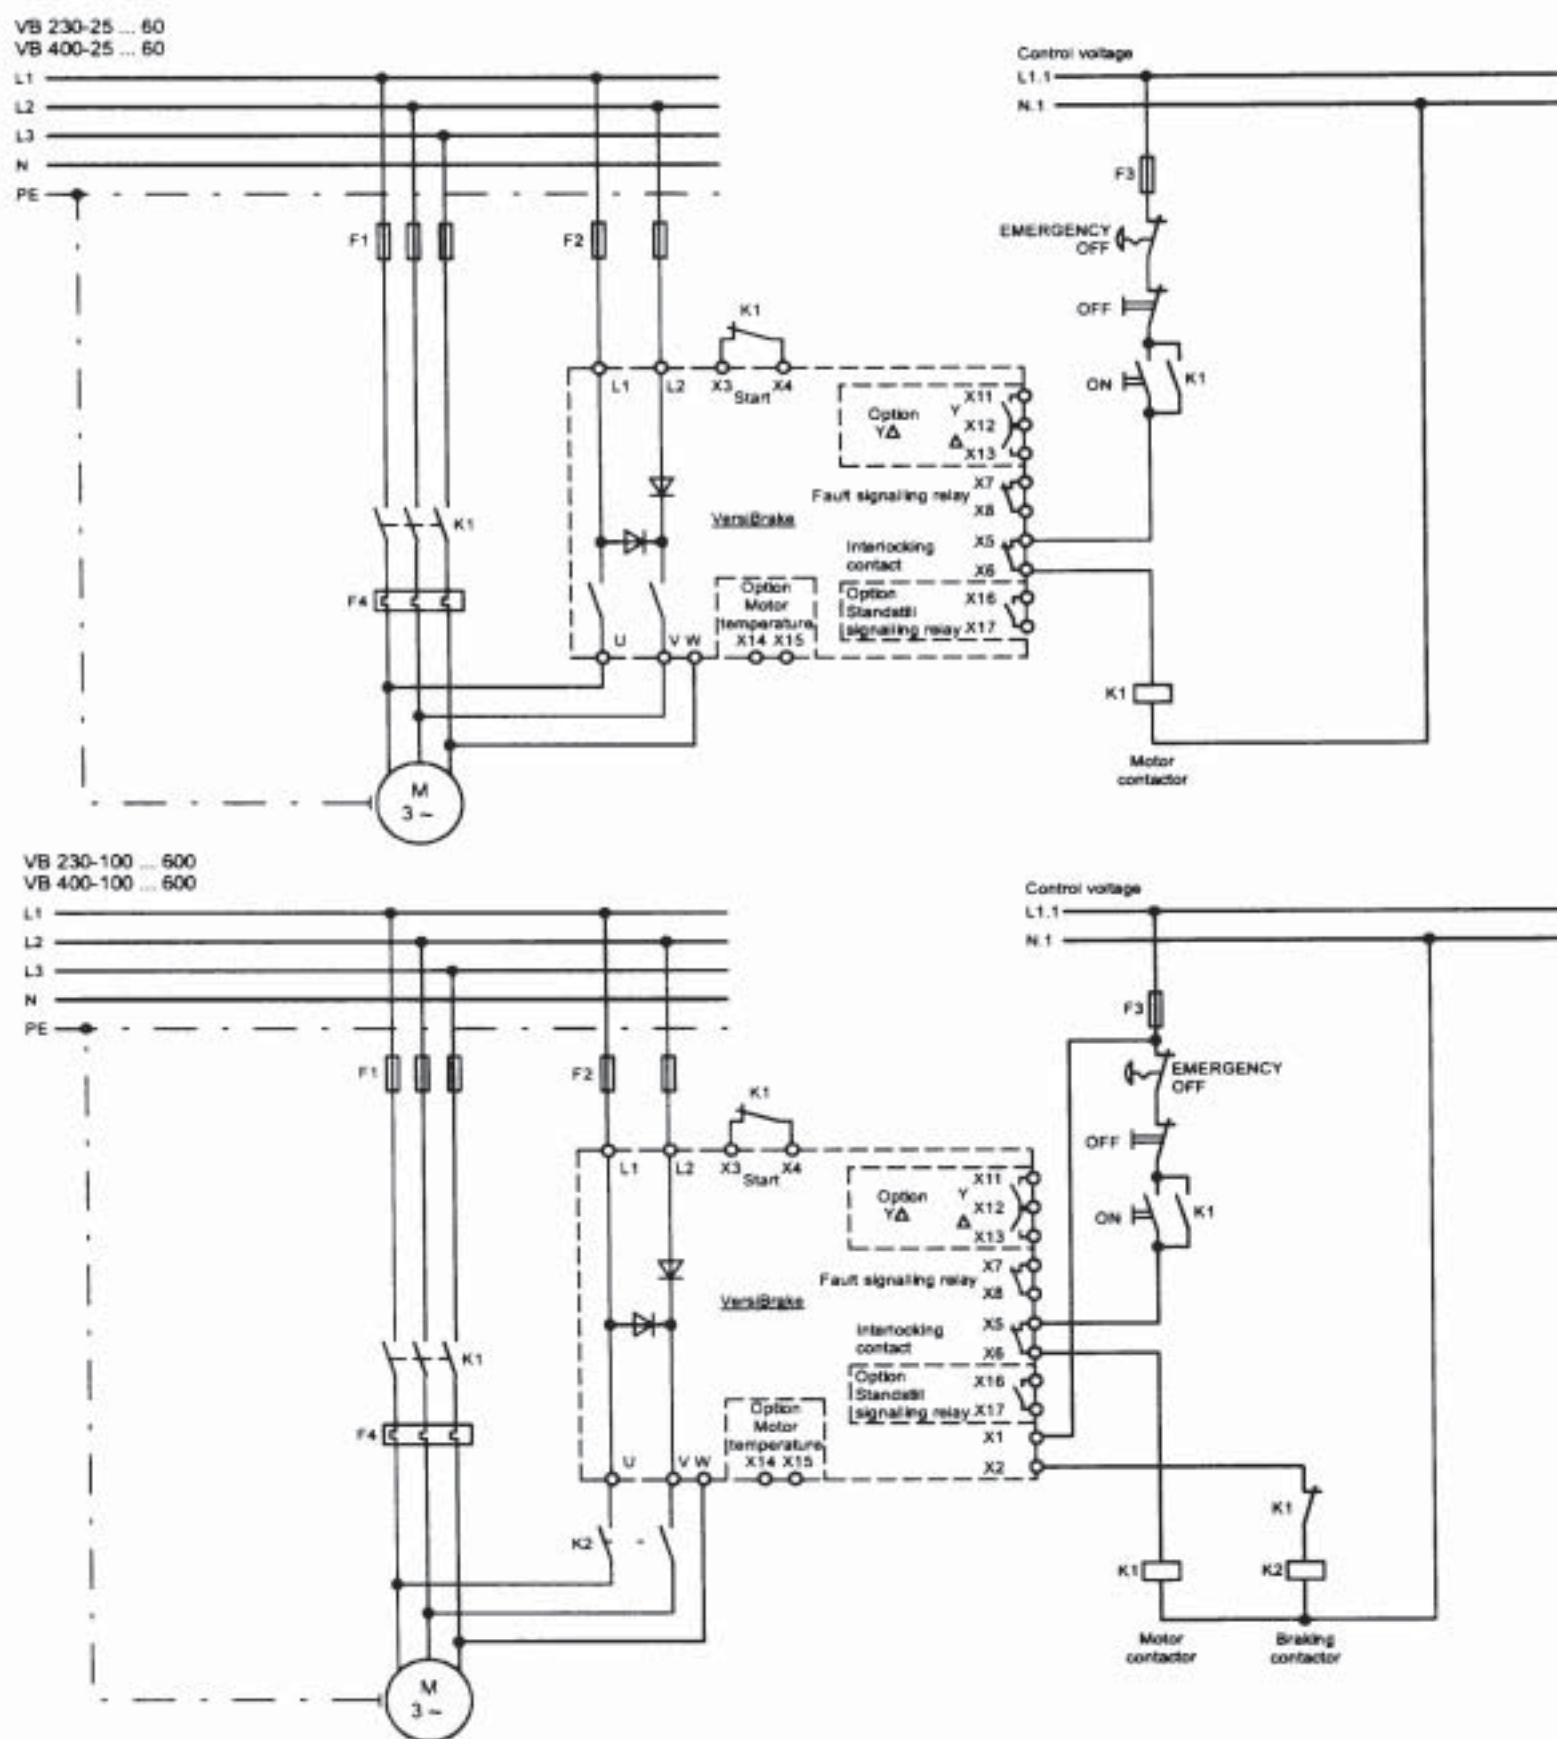 VB 230-25 ... 60
VB 400-25 ... 60
Control voltage
L1
L1.1
L2
N.1
L3
N
PE
F3
F1
F2
EMERGENCY
OFF
K1
OFF
L1
L2
X3
X4
Start
ON
K1
Option
YΔ
Y
Δ
X11
X12
X13
Fault signalling relay
X7
X8
VersiBrake
K1
Interlocking
contact
X5
X6
Option
Motor
temperature
X14 X15
Option
Standstill
signalling relay
X16
X17
F4
U
V W
K1
Motor
contactor
M
3 ~
VB 230-100 ... 600
VB 400-100 ... 600
Control voltage
L1
L1.1
L2
N.1
L3
N
PE
F3
F1
F2
EMERGENCY
OFF
K1
OFF
L1
L2
X3
X4
Start
ON
K1
Option
YΔ
Y
Δ
X11
X12
X13
Fault signalling relay
X7
X8
VersiBrake
Interlocking
contact
X5
X6
K1
Option
Standstill
signalling relay
X16
X17
Option
Motor
temperature
X14 X15
F4
X1
X2
U
V W
K1
K2
K1
K2
Motor
contactor
Braking
contactor
M
3 ~